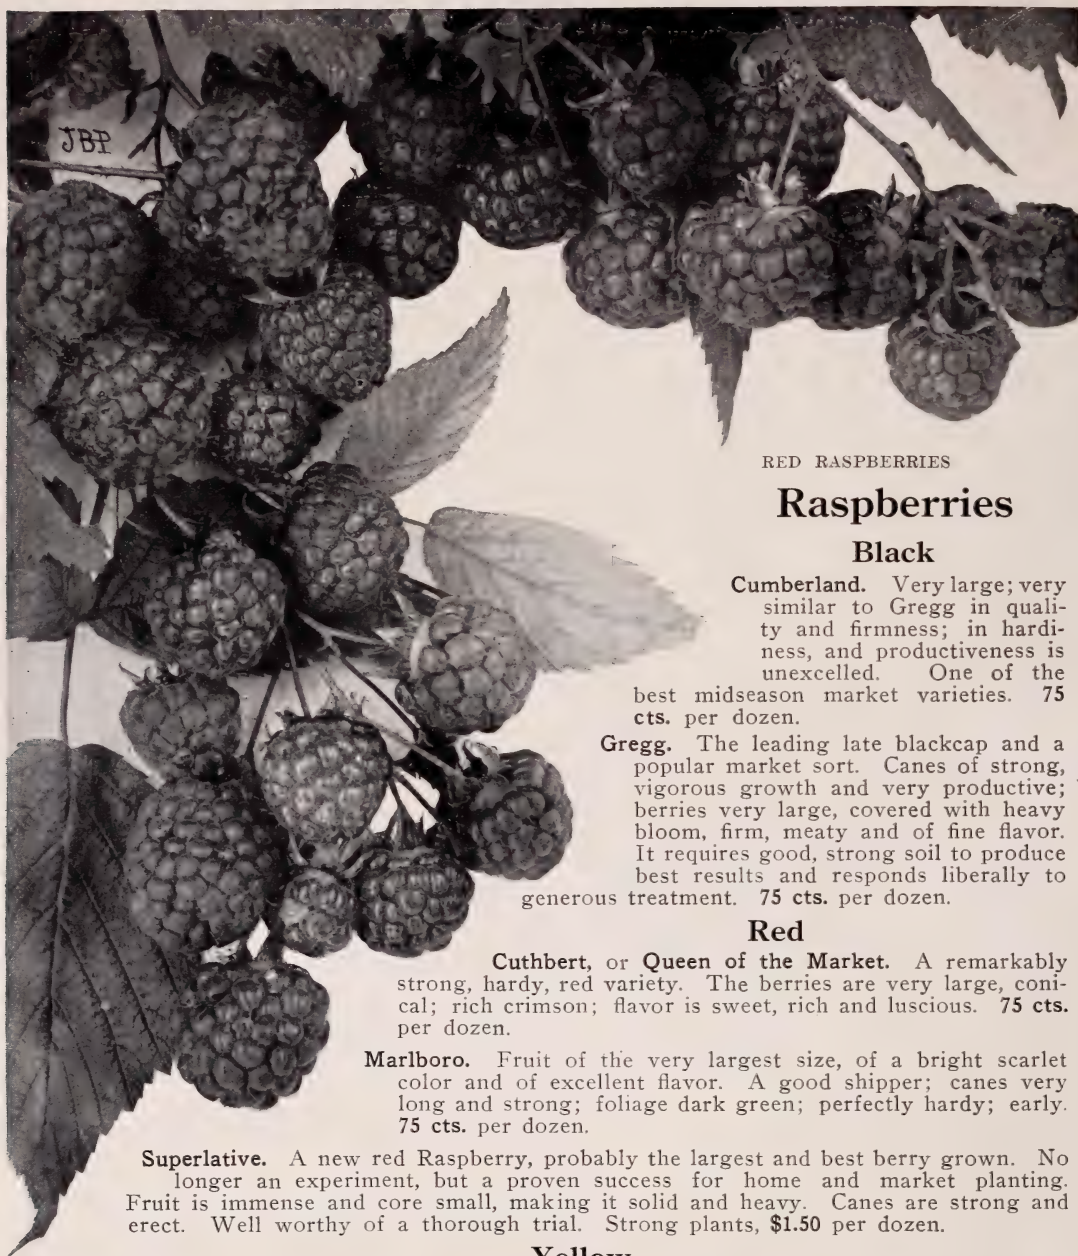 JBP
RED RASPBERRIES
Raspberries
Black
Cumberland. Very large; very
similar to Gregg in quali-
ty and firmness; in hardi-
ness, and productiveness is
unexcelled. One of the
best midseason market varieties. 75
cts. per dozen.
Gregg. The leading late blackcap and a
popular market sort. Canes of strong,
vigorous growth and very productive;
berries very large, covered with heavy
bloom, firm, meaty and of fine flavor.
It requires good, strong soil to produce
best results and responds liberally to
generous treatment. 75 cts. per dozen.
Red
Cuthbert, or Queen of the Market. A remarkably
strong, hardy, red variety. The berries are very large, coni-
cal; rich crimson; flavor is sweet, rich and luscious. 75 cts.
per dozen.
Marlboro. Fruit of the very largest size, of a bright scarlet
color and of excellent flavor. A good shipper; canes very
long and strong; foliage dark green; perfectly hardy; early.
75 cts. per dozen.
Superlative. A new red Raspberry, probably the largest and best berry grown. No
longer an experiment, but a proven success for home and market planting.
Fruit is immense and core small, making it solid and heavy. Canes are strong and
erect. Well worthy of a thorough trial. Strong plants, $1.50 per dozen.
Yellow